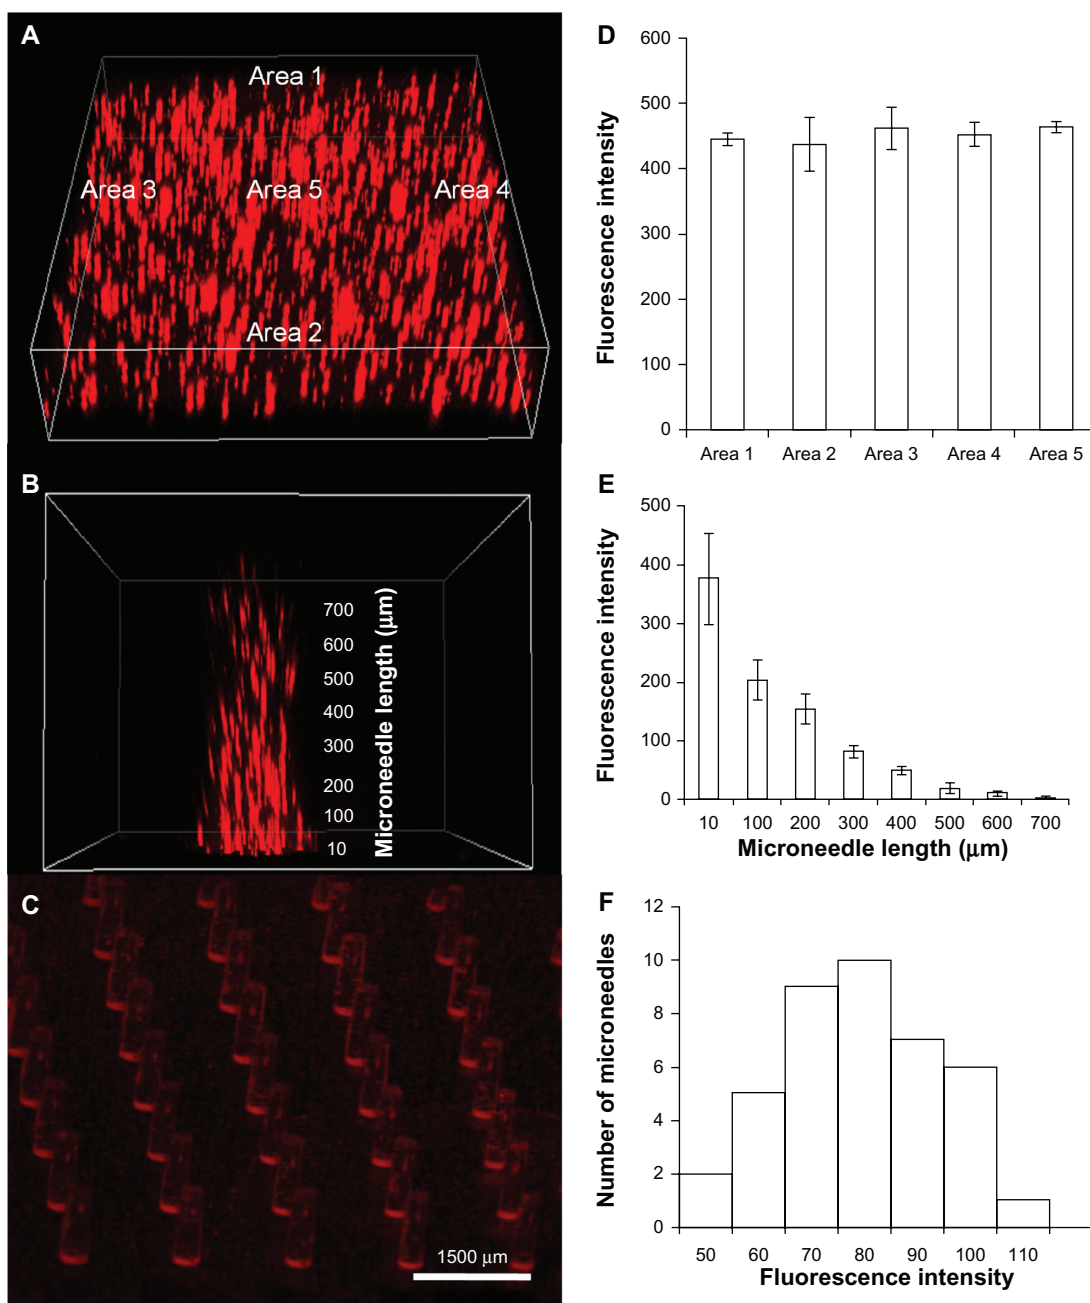 A
Area 1
Area 3 Area 5 Area 4
Area 2
B
700
600
500
400
300
200
100
10
Microneedle length (μm)
C
1500 μm
D
Fluorescence intensity
600
500
400
300
200
100
0
Area 1 Area 2 Area 3 Area 4 Area 5
E
Fluorescence intensity
500
400
300
200
100
0
10 100 200 300 400 500 600 700
Microneedle length (μm)
F
Number of microneedles
12
10
8
6
4
2
0
50 60 70 80 90 100 110
Fluorescence intensity